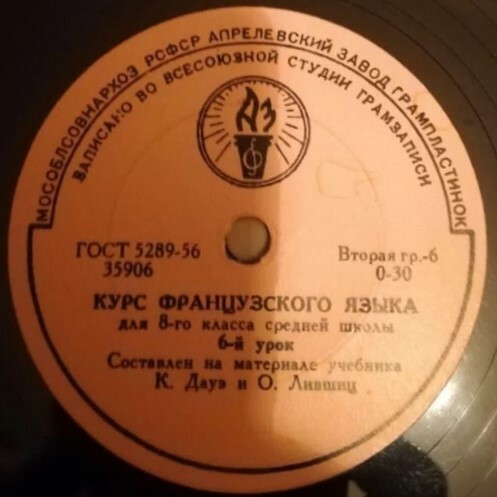 МОСОБЛСОВНАРХОЗ РСФСР АПРЕЛЕВСКИЙ ЗАВОД ГРАМПЛАСТИНОК
ЗАПИСАНО ВО ВСЕСОЮЗНОЙ СТУДИИ ГРАМЗАПИСИ
АЗ
ГОСТ 5289-56
35906
Вторая гр.-6
0-30
КУРС ФРАНЦУЗСКОГО ЯЗЫКА
для 8-го класса средней школы
6-й урок
Составлен на материале учебника
К. Дауэ и О. Лившиц